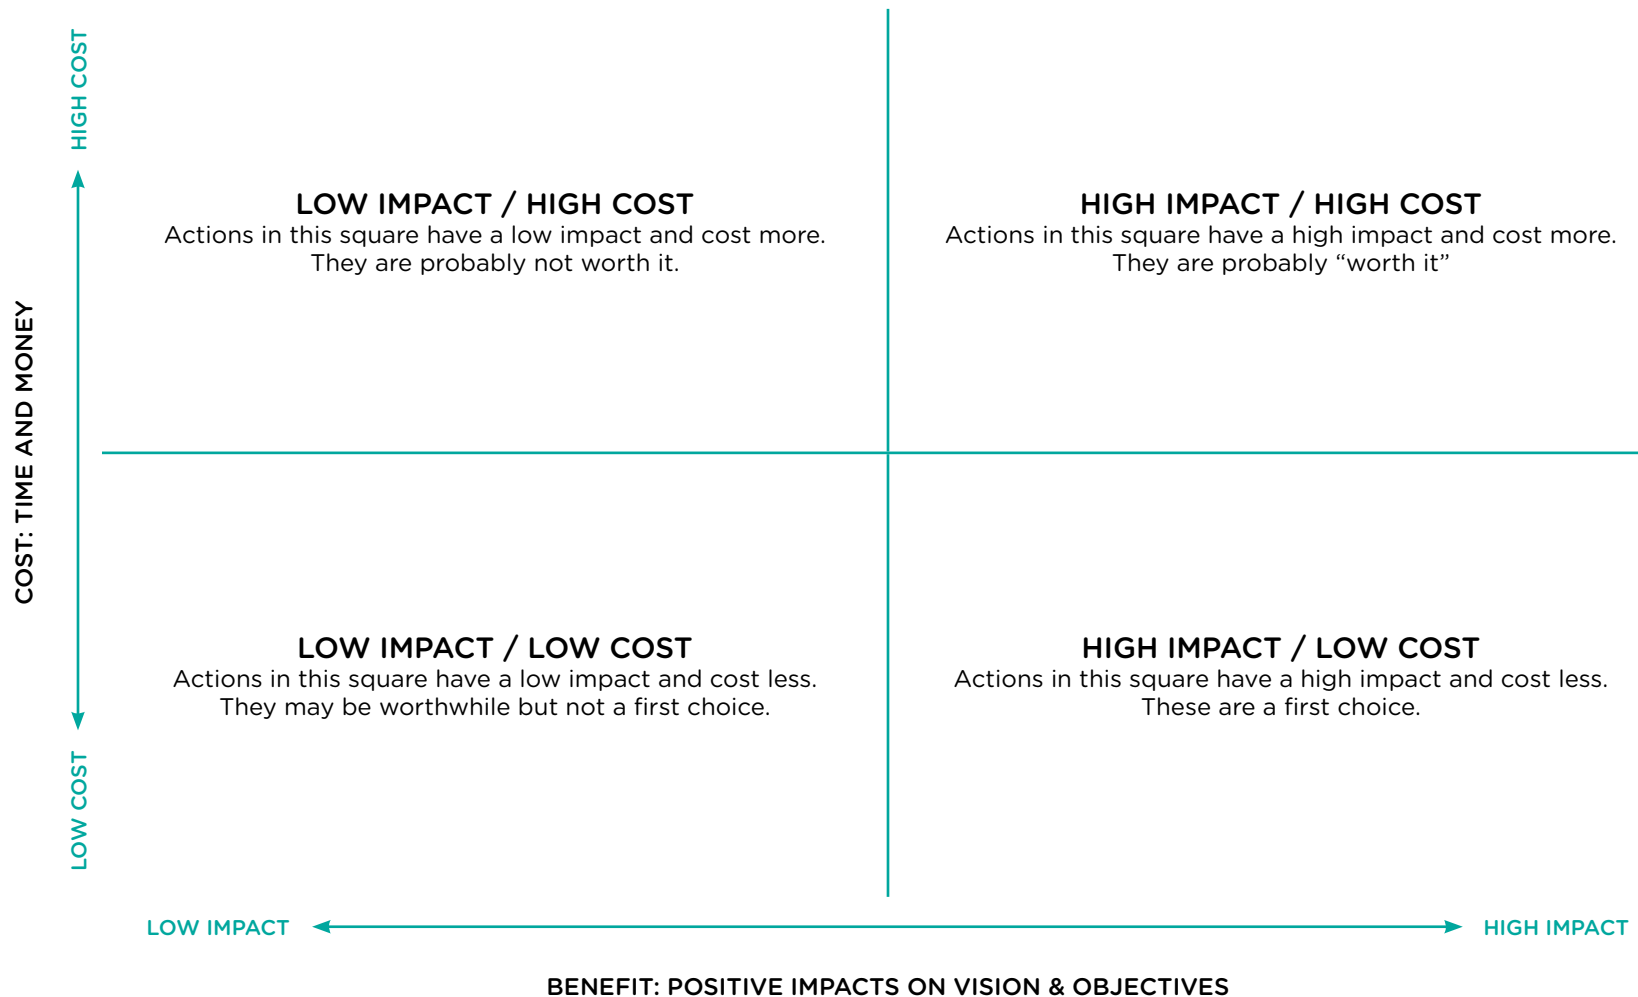 HIGH COST
LOW IMPACT / HIGH COST
Actions in this square have a low impact and cost more.
They are probably not worth it.
HIGH IMPACT / HIGH COST
Actions in this square have a high impact and cost more.
They are probably “worth it”
COST: TIME AND MONEY
LOW IMPACT / LOW COST
Actions in this square have a low impact and cost less.
They may be worthwhile but not a first choice.
HIGH IMPACT / LOW COST
Actions in this square have a high impact and cost less.
These are a first choice.
LOW COST
LOW IMPACT
HIGH IMPACT
BENEFIT: POSITIVE IMPACTS ON VISION & OBJECTIVES